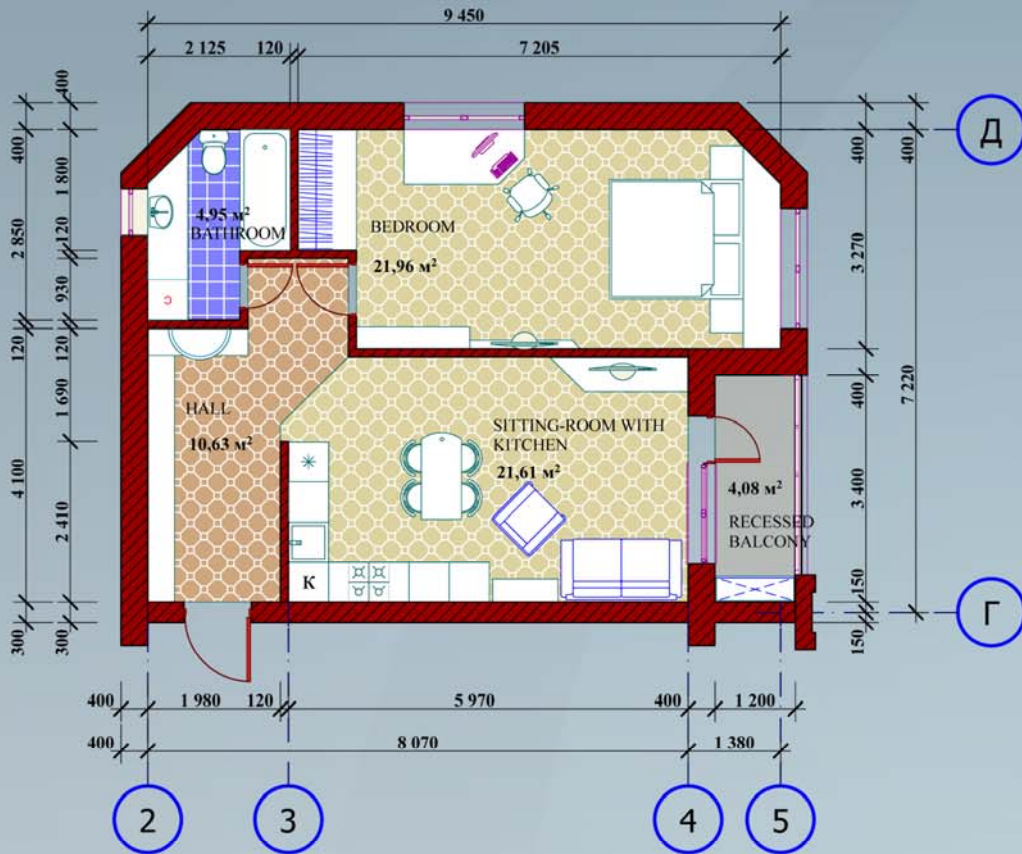 9 450
2 125
120
7 205
400
400
1 800
2 850
120
930
120
120
1 690
4 100
2 410
300
300
400
400
3 270
400
7 220
3 400
150
150
Д
Г
4,95 м²
BATHROOM
BEDROOM
21,96 м²
HALL
10,63 м²
SITTING-ROOM WITH
KITCHEN
21,61 м²
4,08 м²
RECESSED
BALCONY
C
K
400
1 980
120
5 970
400
1 200
400
8 070
1 380
2
3
4
5